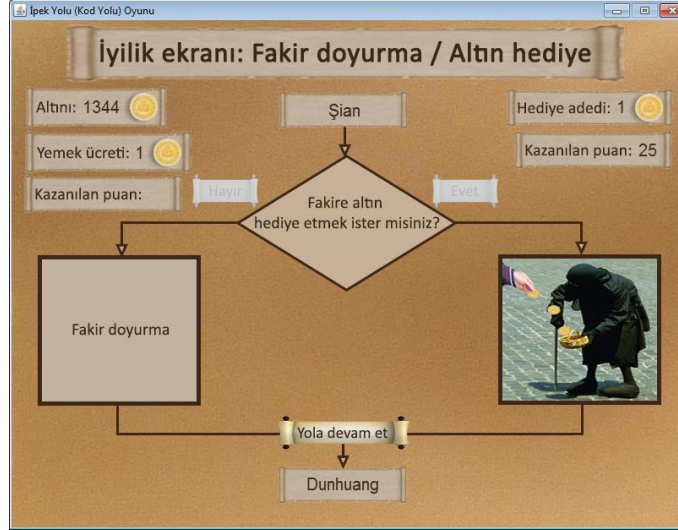 İpek Yolu (Kod Yolu) Oyunu
İyilik ekranı: Fakir doyurma / Altın hediye
Altını: 1344
Şian
Hediye adedi: 1
Yemek ücreti: 1
Kazanılan puan: 25
Kazanılan puan:
Hayır
Evet
Fakire altın
hediye etmek ister misiniz?
Fakir doyurma
Yola devam et
Dunhuang